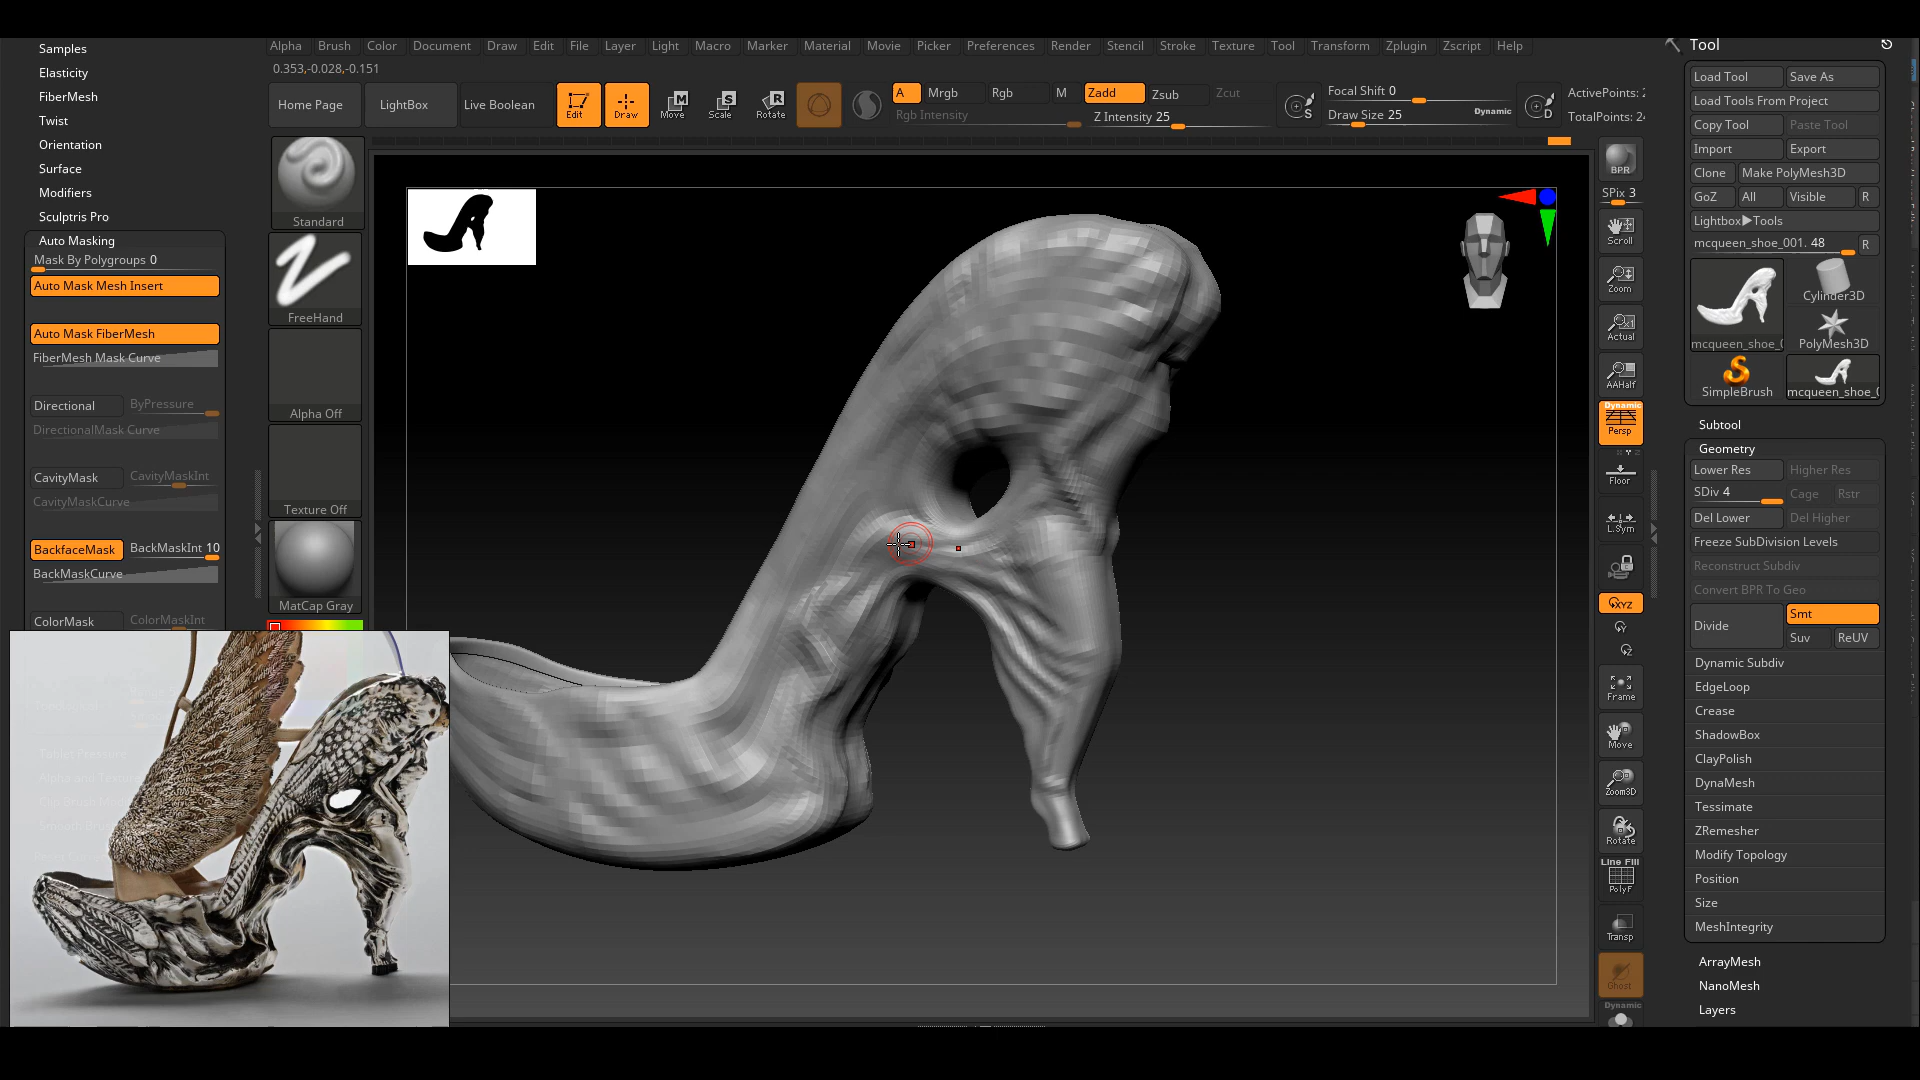 Samples
Elasticity
FiberMesh
Twist
Orientation
Surface
Modifiers
Sculptris Pro
Auto Masking
Mask By Polygroups 0
Auto Mask Mesh Insert
Auto Mask FiberMesh
FiberMesh Mask Curve
Directional ByPressure
DirectionalMask Curve
CavityMask CavityMaskInt
CavityMaskCurve
BackfaceMask BackMaskInt 10
BackMaskCurve
ColorMask ColorMaskInt
Alpha Brush Color Document Draw Edit File Layer Light Macro Marker Material Movie Picker Preferences Render Stencil Stroke Texture Tool Transform Zplugin Zscript Help
0.353,-0.028,-0.151
Home Page LightBox Live Boolean Edit Draw Move Scale Rotate
A Mrgb Rgb M Zadd Zsub Zcut
Rgb Intensity Z Intensity 25
Focal Shift 0
Draw Size 25 Dynamic
S
D
ActivePoints: 2
TotalPoints: 24
Standard
FreeHand
Alpha Off
Texture Off
MatCap Gray
BPR
SPix 3
Scroll
Zoom
Actual
AAHalf
Dynamic
Persp
Floor
L.Sym
XYZ
Frame
Move
Zoom3D
Rotate
Line Fill
PolyF
Transp
Ghost
Dynamic
Tool
Load Tool Save As
Load Tools From Project
Copy Tool Paste Tool
Import Export
Clone Make PolyMesh3D
GoZ All Visible R
Lightbox▶Tools
mcquen_shoe_001. 48 R
Cylinder3D
mcqueen_shoe_0 PolyMesh3D
SimpleBrush mcqueen_shoe_0
Subtool
Geometry
Lower Res Higher Res
SDiv 4 Cage Rstr
Del Lower Del Higher
Freeze SubDivision Levels
Reconstruct Subdiv
Convert BPR To Geo
Divide Smt
Suv ReUV
Dynamic Subdiv
EdgeLoop
Crease
ShadowBox
ClayPolish
DynaMesh
Tessimate
ZRemesher
Modify Topology
Position
Size
MeshIntegrity
ArrayMesh
NanoMesh
Layers